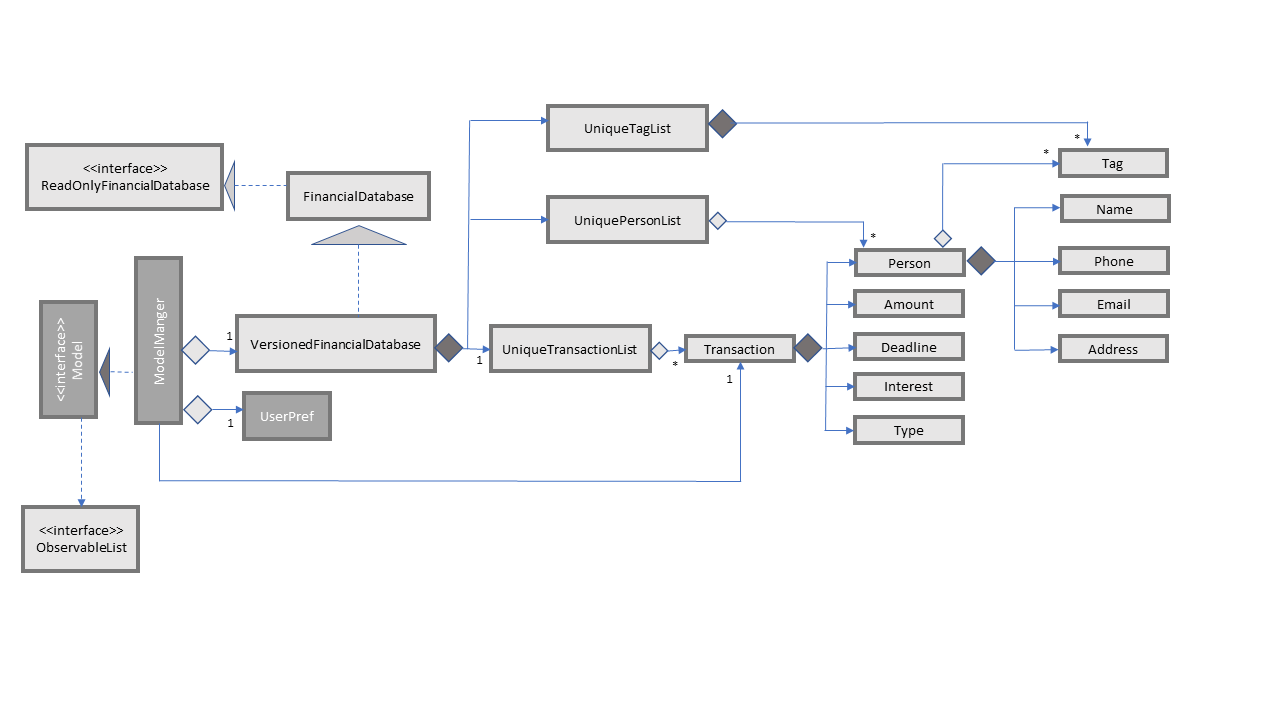 UniqueTagList
*
*
Tag
<<interface>>
ReadOnlyFinancialDatabase
FinancialDatabase
UniquePersonList
*
Name
Person
Phone
<<interface>>
Model
ModelManger
Amount
Email
1
VersionedFinancialDatabase
1
UniqueTransactionList
*
Transaction
Deadline
Address
1
Interest
1
UserPref
Type
<<interface>>
ObservableList